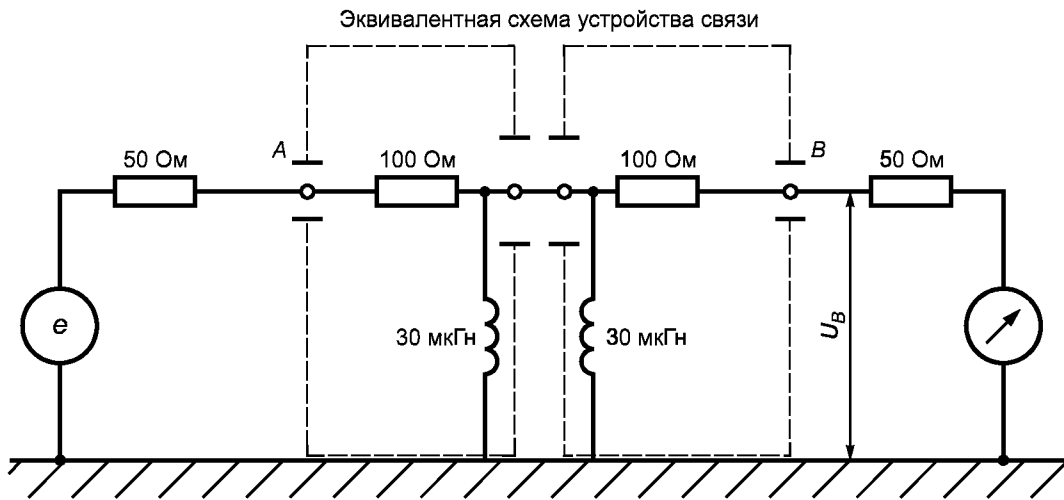 Эквивалентная схема устройства связи
50 Ом
A
100 Ом
100 Ом
B
50 Ом
e
30 мкГн
30 мкГн
U_B